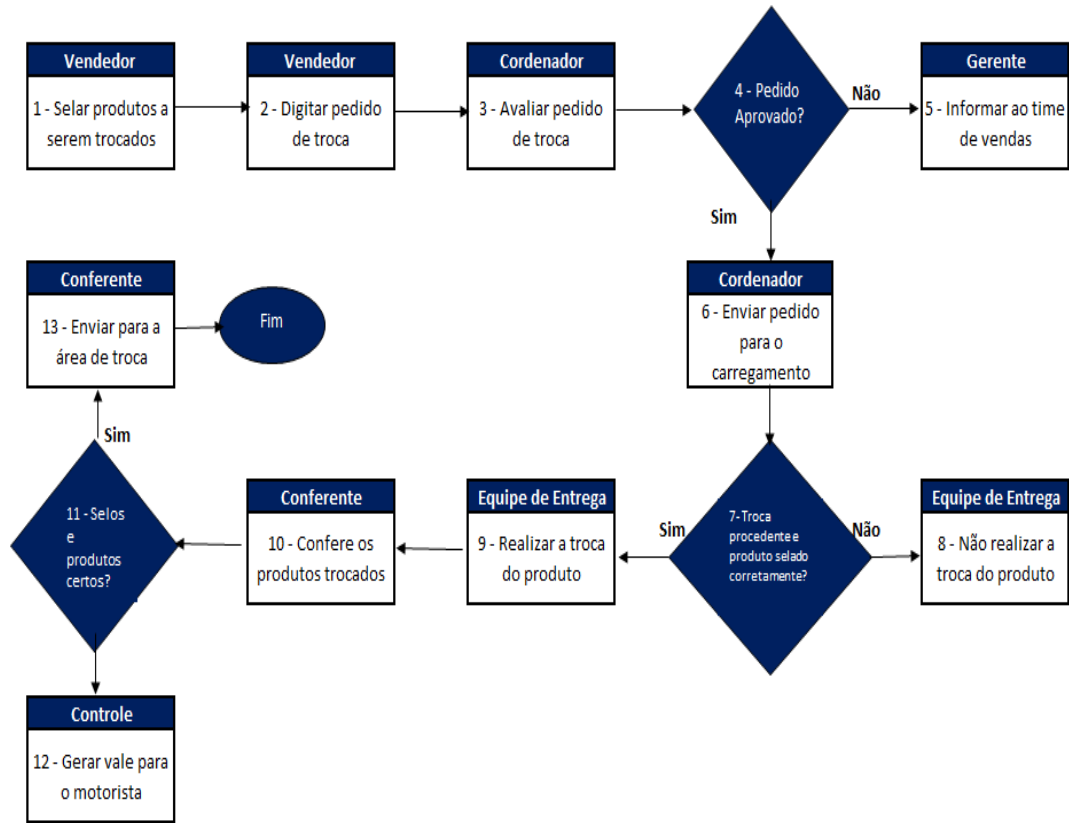 Vendedor
1 - Selar produtos a
serem trocados
Vendedor
2 - Digitar pedido
de troca
Cordenador
3 - Avaliar pedido
de troca
4 - Pedido
Aprovado?
Não
Gerente
5 - Informar ao time
de vendas
Sim
Cordenador
6 - Enviar pedido
para o
carregamento
7-Troca
procedente e
produto selado
corretamente?
Não
Equipe de Entrega
8 - Não realizar a
troca do produto
Sim
Equipe de Entrega
9 - Realizar a troca
do produto
Conferente
10 - Confere os
produtos trocados
11 - Selos
e
produtos
certos?
Sim
Conferente
13 - Enviar para a
área de troca
Fim
Controle
12 - Gerar vale para
o motorista